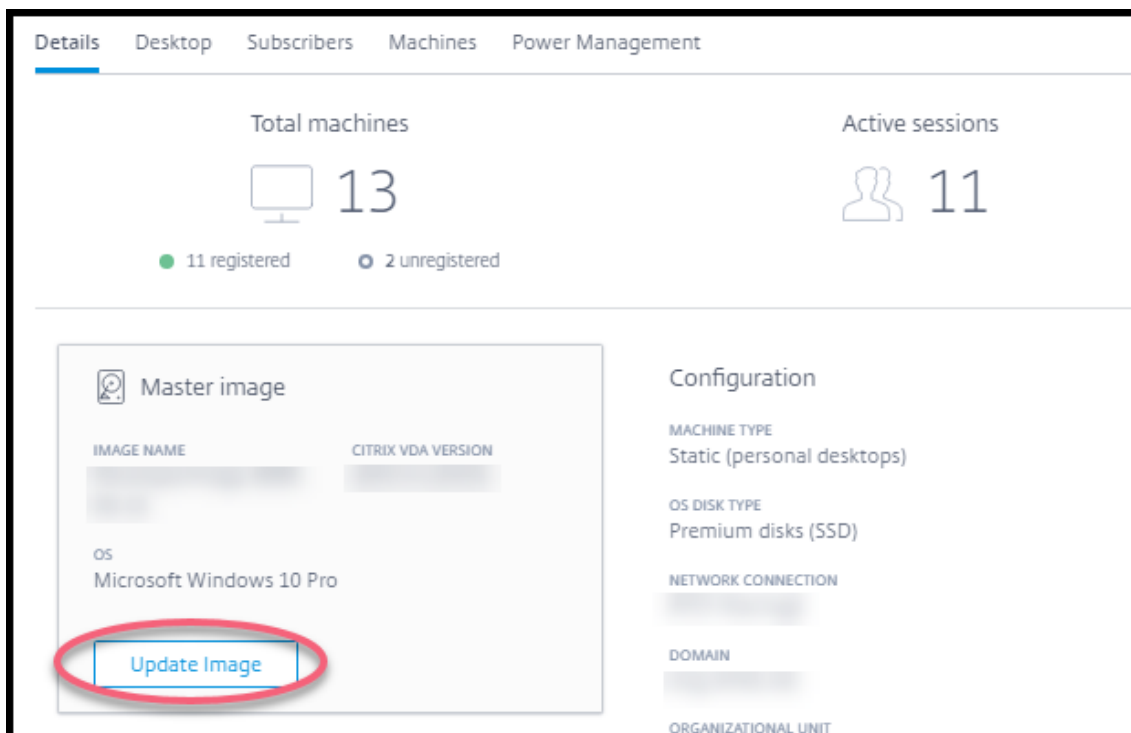 Details Desktop Subscribers Machines Power Management
Total machines
13
11 registered 2 unregistered
Active sessions
11
Master image
IMAGE NAME CITRIX VDA VERSION
OS
Microsoft Windows 10 Pro
Update Image
Configuration
MACHINE TYPE
Static (personal desktops)
OS DISK TYPE
Premium disks (SSD)
NETWORK CONNECTION
DOMAIN
ORGANIZATIONAL UNIT